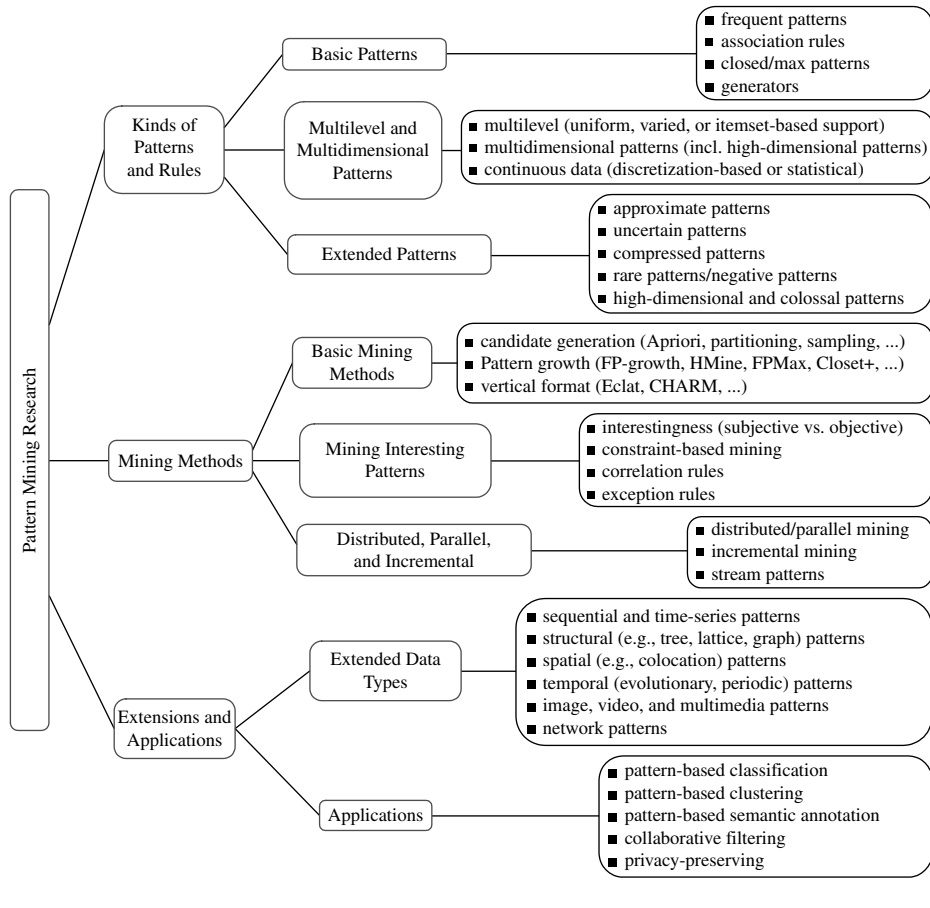 Pattern Mining Research
Kinds of
Patterns
and Rules
Basic Patterns
■ frequent patterns
■ association rules
■ closed/max patterns
■ generators
Multilevel and
Multidimensional
Patterns
■ multilevel (uniform, varied, or itemset-based support)
■ multidimensional patterns (incl. high-dimensional patterns)
■ continuous data (discretization-based or statistical)
Extended Patterns
■ approximate patterns
■ uncertain patterns
■ compressed patterns
■ rare patterns/negative patterns
■ high-dimensional and colossal patterns
Mining Methods
Basic Mining
Methods
■ candidate generation (Apriori, partitioning, sampling, ...)
■ Pattern growth (FP-growth, HMine, FPMax, Closet+, ...)
■ vertical format (Eclat, CHARM, ...)
Mining Interesting
Patterns
■ interestingness (subjective vs. objective)
■ constraint-based mining
■ correlation rules
■ exception rules
Distributed, Parallel,
and Incremental
■ distributed/parallel mining
■ incremental mining
■ stream patterns
Extensions and
Applications
Extended Data
Types
■ sequential and time-series patterns
■ structural (e.g., tree, lattice, graph) patterns
■ spatial (e.g., colocation) patterns
■ temporal (evolutionary, periodic) patterns
■ image, video, and multimedia patterns
■ network patterns
Applications
■ pattern-based classification
■ pattern-based clustering
■ pattern-based semantic annotation
■ collaborative filtering
■ privacy-preserving